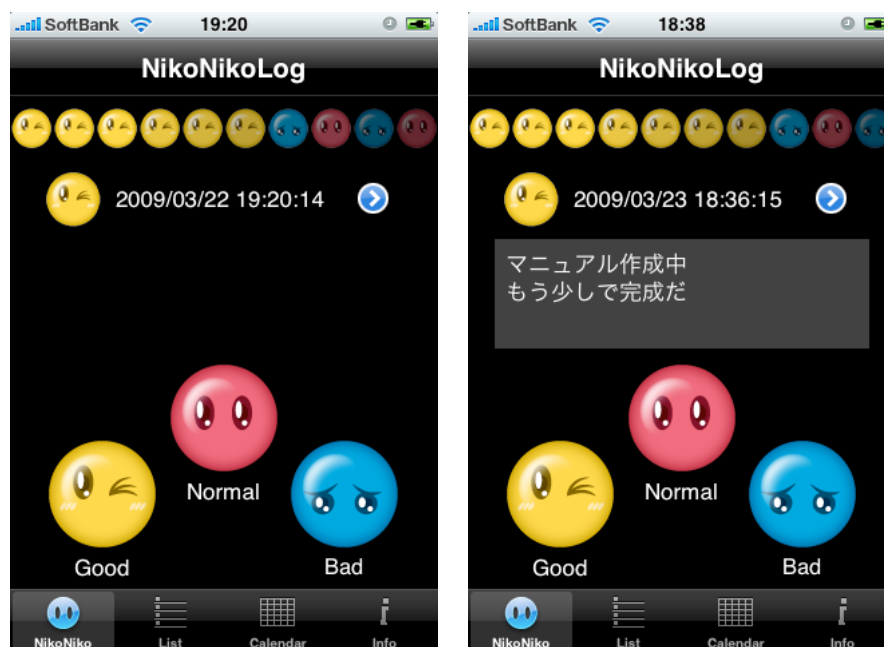 SoftBank 19:20
NikoNikoLog
2009/03/22 19:20:14
Normal
Good
Bad
NikoNiko
List
Calendar
Info
SoftBank 18:38
NikoNikoLog
2009/03/23 18:36:15
マニュアル作成中
もう少しで完成だ
Normal
Good
Bad
NikoNiko
List
Calendar
Info